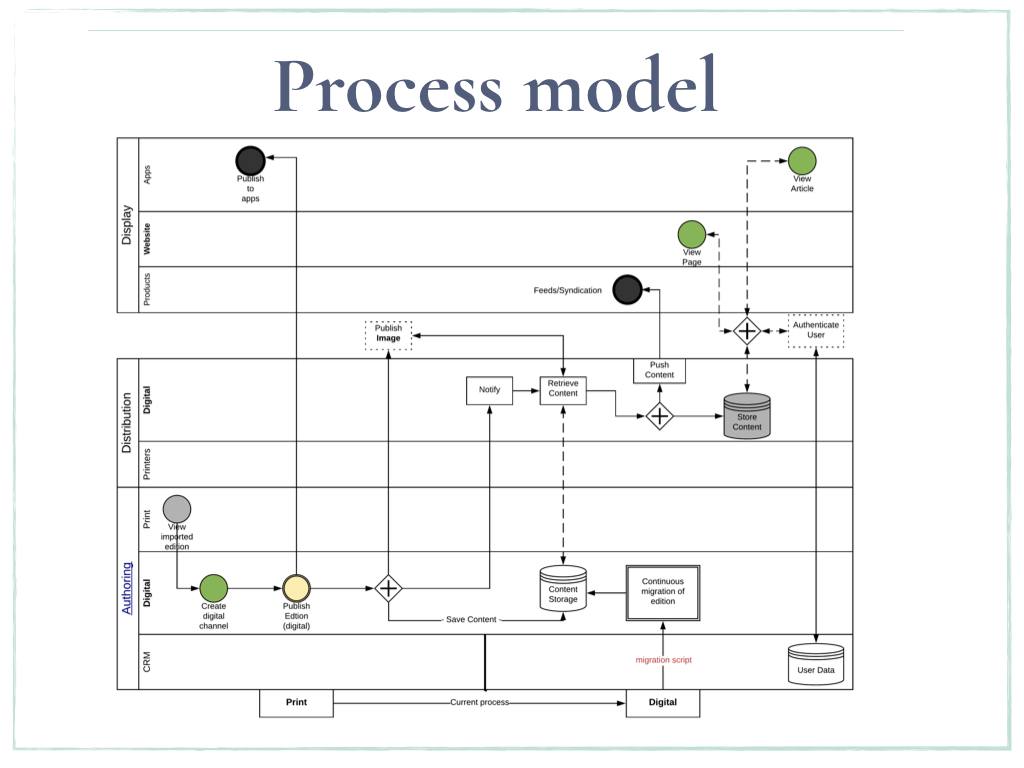 Process model
Display
Apps
Publish
to
apps
View
Article
Website
View
Page
Products
Feeds/Syndication
Publish
Image
Authenticate
User
Distribution
Digital
Notify
Retrieve
Content
Push
Content
Store
Content
Printers
Authoring
Print
View
imported
edition
Digital
Create
digital
channel
Publish
Edtion
(digital)
Save Content
Content
Storage
Continuous
migration of
edition
CRM
migration script
User Data
Print
Current process
Digital